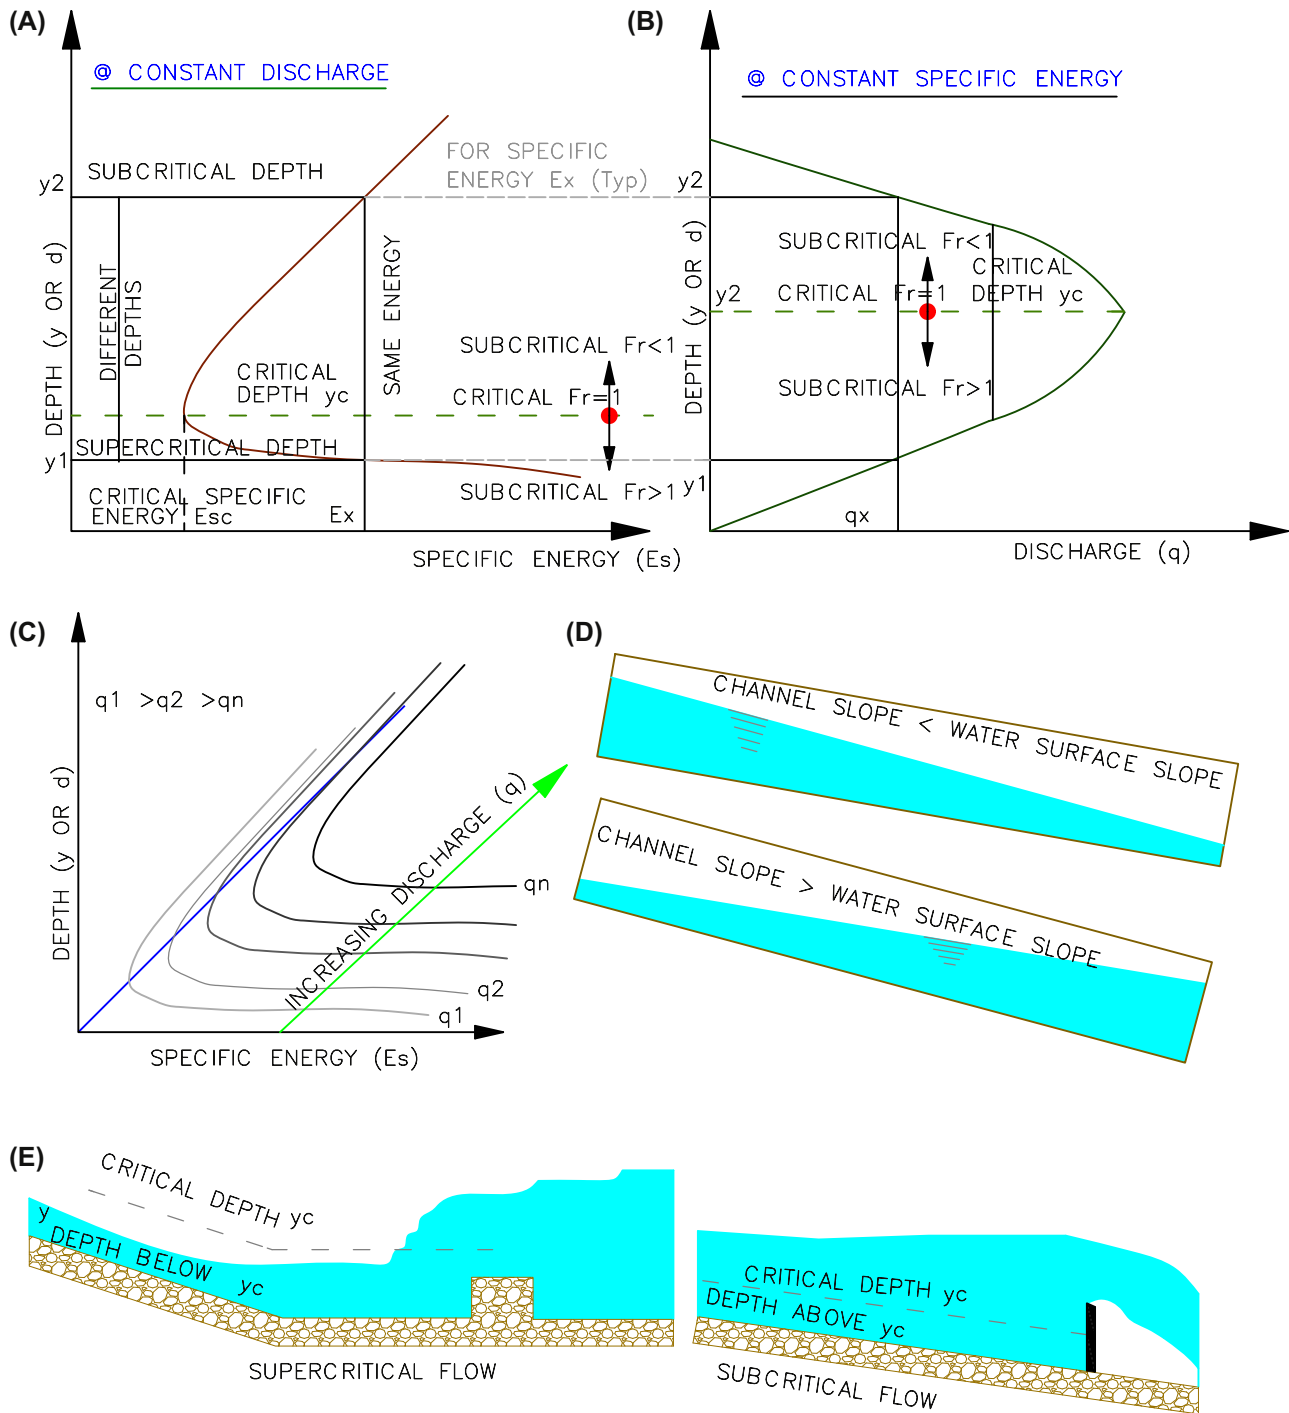 (A)
@ CONSTANT DISCHARGE
SUBCRITICAL DEPTH
FOR SPECIFIC
ENERGY Ex (Typ)
y2
DEPTH (y OR d)
DIFFERENT
DEPTHS
SAME ENERGY
CRITICAL
DEPTH yc
SUBCRITICAL Fr<1
CRITICAL Fr=1
SUBCRITICAL Fr>1
SUPERCRITICAL DEPTH
y1
CRITICAL SPECIFIC
ENERGY Esc
Ex
SPECIFIC ENERGY (Es)
(B)
@ CONSTANT SPECIFIC ENERGY
y2
DEPTH (y OR d)
SUBCRITICAL Fr<1
CRITICAL
DEPTH yc
y2
CRITICAL Fr=1
SUBCRITICAL Fr>1
y1
qx
DISCHARGE (q)
(C)
q1 >q2 >qn
DEPTH (y OR d)
INCREASING DISCHARGE (q)
qn
q2
q1
SPECIFIC ENERGY (Es)
(D)
CHANNEL SLOPE < WATER SURFACE SLOPE
CHANNEL SLOPE > WATER SURFACE SLOPE
(E)
CRITICAL DEPTH yc
y
DEPTH BELOW yc
SUPERCRITICAL FLOW
CRITICAL DEPTH yc
DEPTH ABOVE yc
SUBCRITICAL FLOW